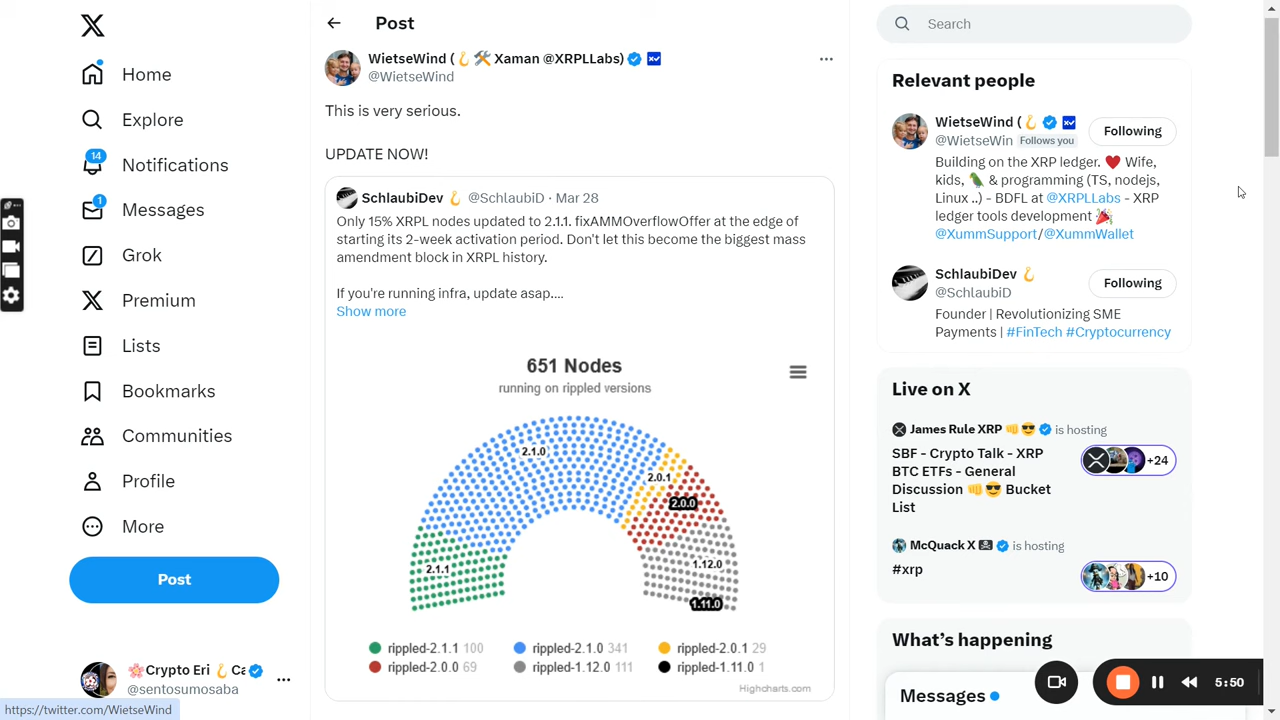 Home
Explore
14
Notifications
1
Messages
Grok
Premium
Lists
Bookmarks
Communities
Profile
More
Post
🌸Crypto Eri 🪝Ca
@sentosumosaba
https://twitter.com/WietseWind
Post
WietseWind (🪝🛠️ Xaman @XRPLLabs)
@WietseWind
This is very serious.
UPDATE NOW!
SchlaubiDev 🪝 @SchlaubiD · Mar 28
Only 15% XRPL nodes updated to 2.1.1. fixAMMOverflowOffer at the edge of
starting its 2-week activation period. Don't let this become the biggest mass
amendment block in XRPL history.
If you're running infra, update asap....
Show more
651 Nodes
running on rippled versions
2.1.0
2.0.1
2.0.0
2.1.1
1.12.0
1.11.0
rippled-2.1.1 100 rippled-2.1.0 341 rippled-2.0.1 29
rippled-2.0.0 69 rippled-1.12.0 111 rippled-1.11.0 1
Highcharts.com
Search
Relevant people
WietseWind (🪝
Following
@WietseWin Follows you
Building on the XRP ledger. ❤️ Wife,
kids, 🦜 & programming (TS, nodejs,
Linux ..) - BDFL at @XRPLLabs - XRP
ledger tools development 🎉
@XummSupport/@XummWallet
SchlaubiDev 🪝
Following
@SchlaubiD
Founder | Revolutionizing SME
Payments | #FinTech #Cryptocurrency
Live on X
James Rule XRP 👊😎 is hosting
SBF - Crypto Talk - XRP
BTC ETFs - General
Discussion 👊😎 Bucket
List
+24
McQuack X 🏴‍☠️ is hosting
#xrp
+10
What's happening
Messages
5:50